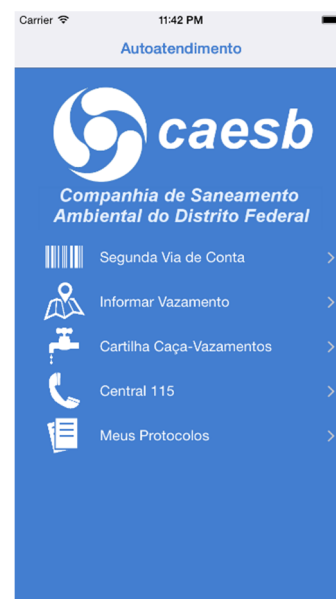 Carrier 11:42 PM
Autoatendimento
caesb
Companhia de Saneamento
Ambiental do Distrito Federal
Segunda Via de Conta
Informar Vazamento
Cartilha Caça-Vazamentos
Central 115
Meus Protocolos